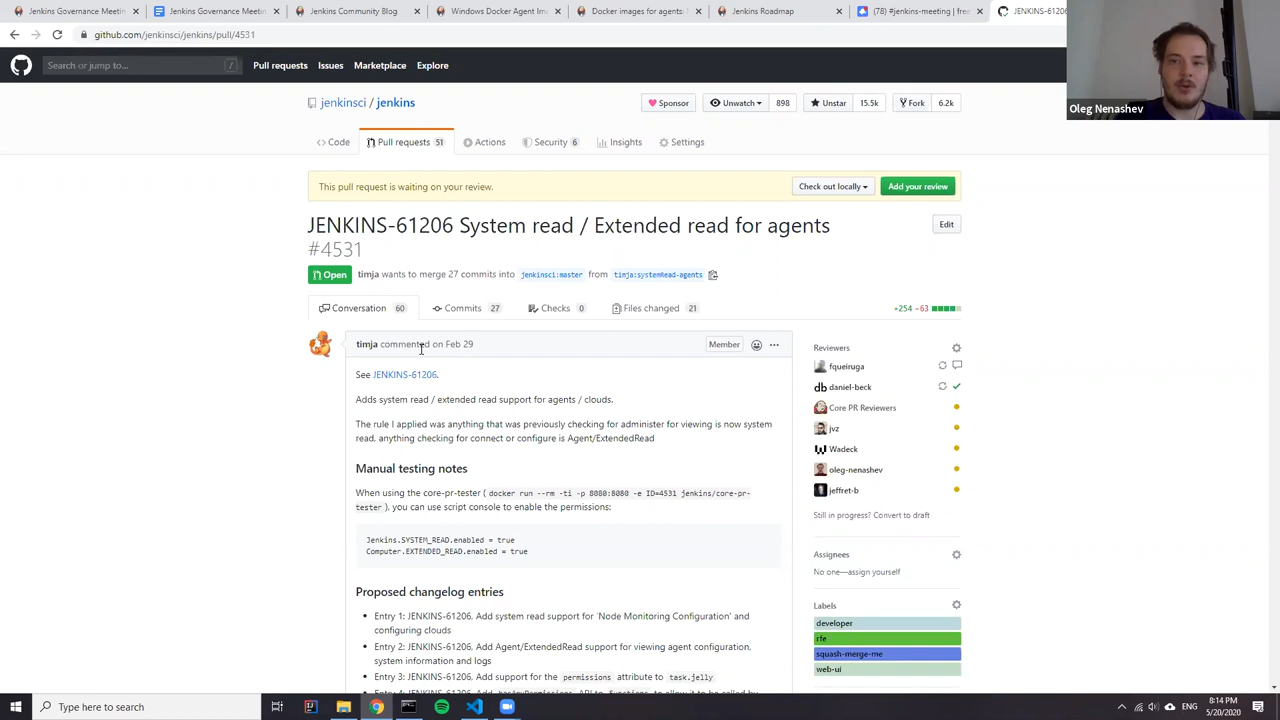 Jenkins Governance Meetin
Jenkins Governance Meetin
Jenkins Community Blog
Windows Docker Agent Im
Docker images for agents:
Jenkins Roadmap
(78) #jenkins-meeting | free
JENKINS-6120
github.com/jenkinsci/jenkins/pull/4531
Search or jump to...
/
Pull requests
Issues
Marketplace
Explore
Oleg Nenashev
jenkinsci / jenkins
Sponsor
Unwatch
898
Unstar
15.5k
Fork
6.2k
Code
Pull requests 51
Actions
Security 6
Insights
Settings
This pull request is waiting on your review.
Check out locally
Add your review
JENKINS-61206 System read / Extended read for agents
#4531
Edit
Open
timja wants to merge 27 commits into jenkinsci:master from timja:systemRead-agents
Conversation 60
Commits 27
Checks 0
Files changed 21
+254 −63
timja commented on Feb 29
Member
See JENKINS-61206.
Adds system read / extended read support for agents / clouds.
The rule I applied was anything that was previously checking for administer for viewing is now system
read, anything checking for connect or configure is Agent/ExtendedRead
Manual testing notes
When using the core-pr-tester ( docker run --rm -ti -p 8080:8080 -e ID=4531 jenkins/core-pr-
tester ), you can use script console to enable the permissions:
Jenkins.SYSTEM_READ.enabled = true
Computer.EXTENDED_READ.enabled = true
Proposed changelog entries
Entry 1: JENKINS-61206, Add system read support for 'Node Monitoring Configuration' and
configuring clouds
Entry 2: JENKINS-61206, Add Agent/ExtendedRead support for viewing agent configuration,
system information and logs
Entry 3: JENKINS-61206, Add support for the permissions attribute to task.jelly
Reviewers
fqueiruga
db daniel-beck
Core PR Reviewers
jvz
Wadeck
oleg-nenashev
jeffret-b
Still in progress? Convert to draft
Assignees
No one—assign yourself
Labels
developer
rfe
squash-merge-me
web-ui
Type here to search
ENG
8:14 PM
5/20/2020